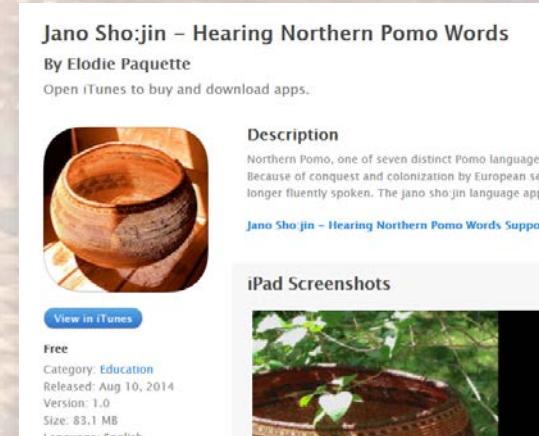 Jano Sho:jin – Hearing Northern Pomo Words
By Elodie Paquette
Open iTunes to buy and download apps.
Description
Northern Pomo, one of seven distinct Pomo language
Because of conquest and colonization by European se
longer fluently spoken. The jano sho:jin language app
Jano Sho:jin – Hearing Northern Pomo Words Suppo
iPad Screenshots
View in iTunes
Free
Category: Education
Released: Aug 10, 2014
Version: 1.0
Size: 83.1 MB
Language: English